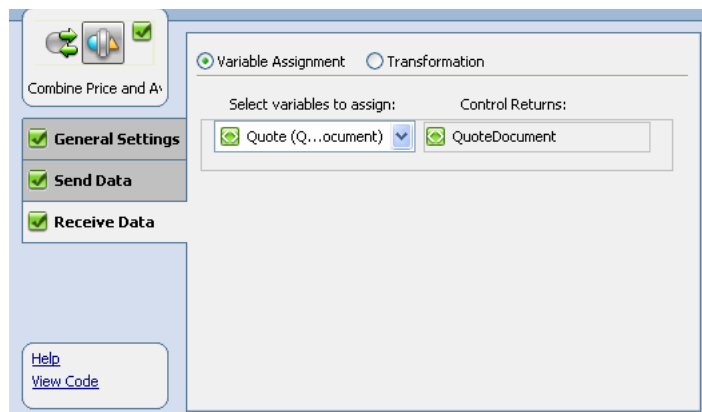 Combine Price and Av
General Settings
Send Data
Receive Data
Help
View Code
Variable Assignment Transformation
Select variables to assign: Control Returns:
Quote (Q...ocument) QuoteDocument